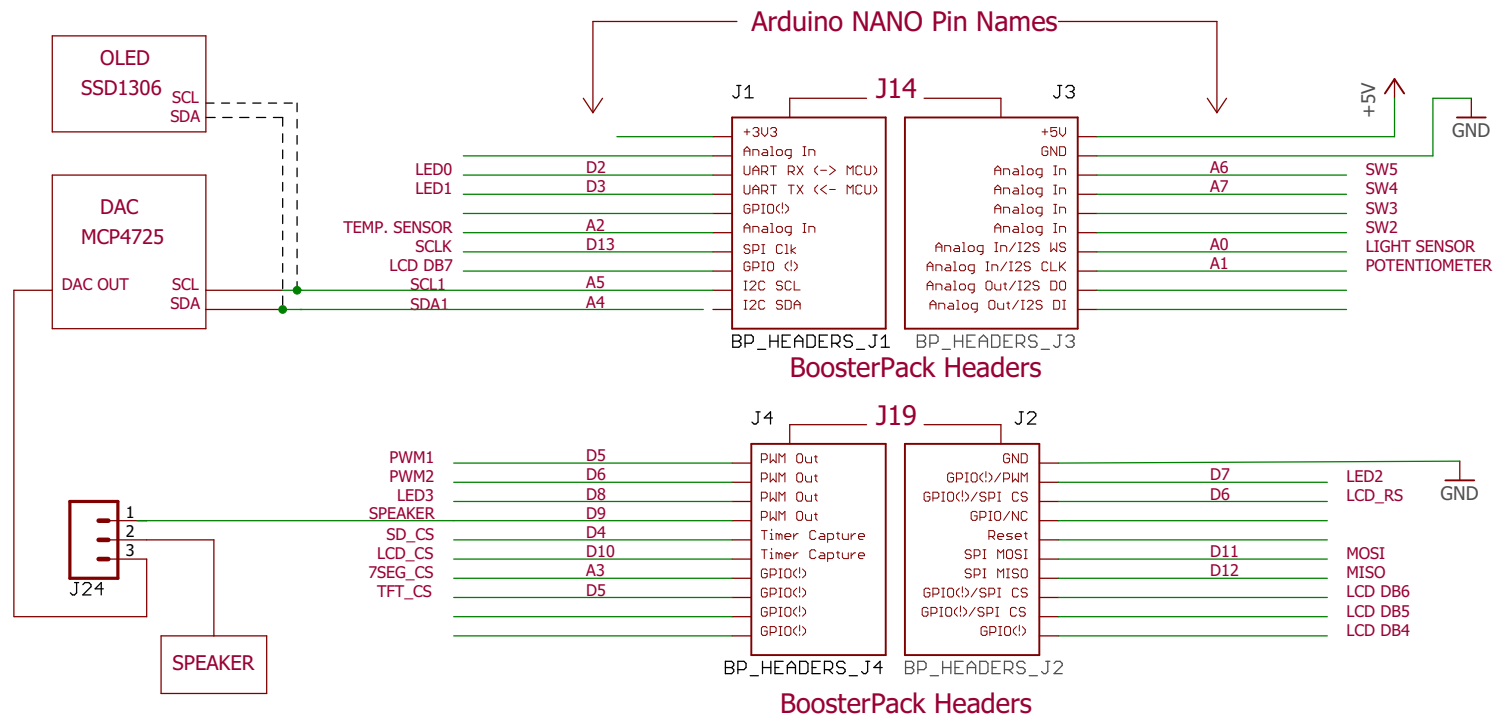 Arduino NANO Pin Names
OLED
SSD1306
SCL
SDA
DAC
MCP4725
DAC OUT
SCL
SDA
J1
J14
J3
+5V
GND
+3V3
Analog In
LED0 D2 UART RX (-> MCU)
LED1 D3 UART TX (<- MCU)
GPIO(!)
TEMP. SENSOR A2 Analog In
SCLK D13 SPI Clk
LCD DB7 GPIO (!)
SCL1 A5 I2C SCL
SDA1 A4 I2C SDA
+5V
GND
Analog In A6 SW5
Analog In A7 SW4
Analog In SW3
Analog In SW2
Analog In/I2S WS A0 LIGHT SENSOR
Analog In/I2S CLK A1 POTENTIOMETER
Analog Out/I2S DO
Analog Out/I2S DI
BP_HEADERS_J1 BP_HEADERS_J3
BoosterPack Headers
J4
J19
J2
PWM1 D5 PWM Out
PWM2 D6 PWM Out
LED3 D8 PWM Out
SPEAKER D9 PWM Out
SD_CS D4 Timer Capture
LCD_CS D10 Timer Capture
7SEG_CS A3 GPIO(!)
TFT_CS D5 GPIO(!)
GPIO(!)
GPIO(!)
GND
GPIO(!)/PWM D7 LED2
GPIO(!)/SPI CS D6 LCD_RS
GPIO/NC
Reset
SPI MOSI D11 MOSI
SPI MISO D12 MISO
GPIO(!)/SPI CS LCD DB6
GPIO(!)/SPI CS LCD DB5
GPIO(!) LCD DB4
GND
1
2
3
J24
SPEAKER
BP_HEADERS_J4 BP_HEADERS_J2
BoosterPack Headers